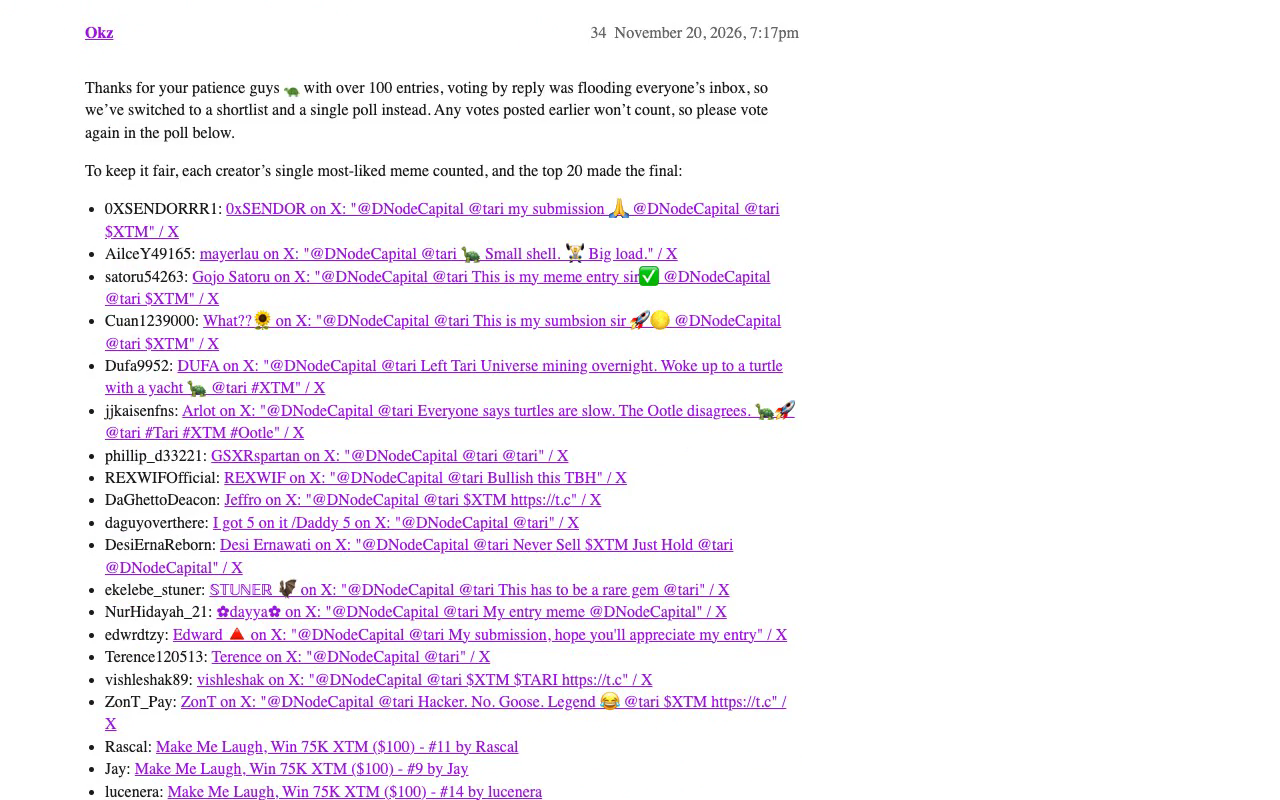 Okz 34 November 20, 2026, 7:17pm
Thanks for your patience guys 🐢 with over 100 entries, voting by reply was flooding everyone’s inbox, so
we’ve switched to a shortlist and a single poll instead. Any votes posted earlier won’t count, so please vote
again in the poll below.
To keep it fair, each creator’s single most-liked meme counted, and the top 20 made the final:
• 0XSENDORRR1: 0xSENDOR on X: "@DNodeCapital @tari my submission 🙏 @DNodeCapital @tari
$XTM" / X
• AilceY49165: mayerlau on X: "@DNodeCapital @tari 🐢 Small shell. 🏋️ Big load." / X
• satoru54263: Gojo Satoru on X: "@DNodeCapital @tari This is my meme entry sir✅ @DNodeCapital
@tari $XTM" / X
• Cuan1239000: What??🌻 on X: "@DNodeCapital @tari This is my sumbsion sir 🚀🌕 @DNodeCapital
@tari $XTM" / X
• Dufa9952: DUFA on X: "@DNodeCapital @tari Left Tari Universe mining overnight. Woke up to a turtle
with a yacht 🐢 @tari #XTM" / X
• jjkaisenfns: Arlot on X: "@DNodeCapital @tari Everyone says turtles are slow. The Ootle disagrees. 🐢🚀
@tari #Tari #XTM #Ootle" / X
• phillip_d33221: GSXRspartan on X: "@DNodeCapital @tari @tari" / X
• REXWIFOfficial: REXWIF on X: "@DNodeCapital @tari Bullish this TBH" / X
• DaGhettoDeacon: Jeffro on X: "@DNodeCapital @tari $XTM https://t.c" / X
• daguyoverthere: I got 5 on it /Daddy 5 on X: "@DNodeCapital @tari" / X
• DesiErnaReborn: Desi Ernawati on X: "@DNodeCapital @tari Never Sell $XTM Just Hold @tari
@DNodeCapital" / X
• ekelebe_stuner: 𝕊𝕋𝕌ℕ𝔼ℝ 🐿️ on X: "@DNodeCapital @tari This has to be a rare gem @tari" / X
• NurHidayah_21: ✿dayya✿ on X: "@DNodeCapital @tari My entry meme @DNodeCapital" / X
• edwrdtzy: Edward 🔺 on X: "@DNodeCapital @tari My submission, hope you'll appreciate my entry" / X
• Terence120513: Terence on X: "@DNodeCapital @tari" / X
• vishleshak89: vishleshak on X: "@DNodeCapital @tari $XTM $TARI https://t.c" / X
• ZonT_Pay: ZonT on X: "@DNodeCapital @tari Hacker. No. Goose. Legend 😂 @tari $XTM https://t.c" /
X
• Rascal: Make Me Laugh, Win 75K XTM ($100) - #11 by Rascal
• Jay: Make Me Laugh, Win 75K XTM ($100) - #9 by Jay
• lucenera: Make Me Laugh, Win 75K XTM ($100) - #14 by lucenera